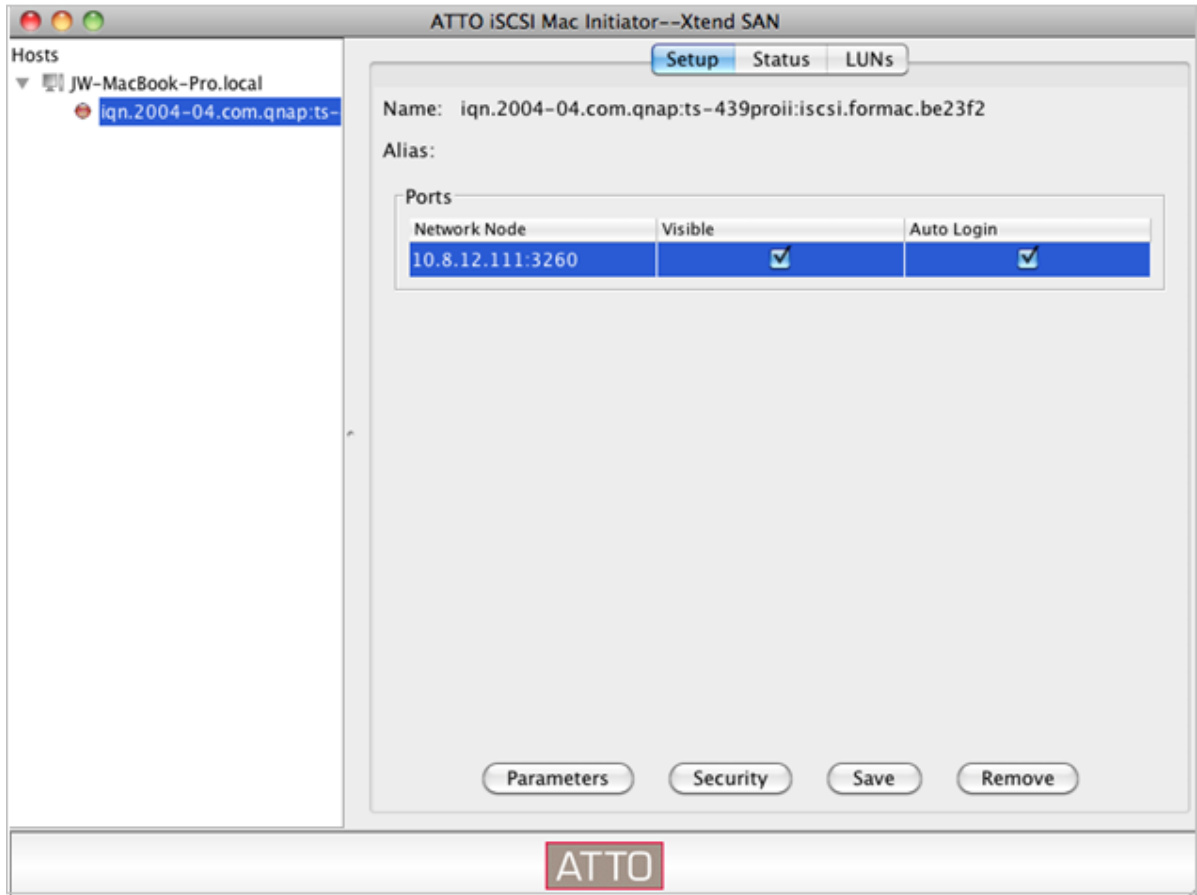 ATTO iSCSI Mac Initiator--Xtend SAN
Hosts
JW-MacBook-Pro.local
iqn.2004-04.com.qnap:ts-
Setup Status LUNs
Name: iqn.2004-04.com.qnap:ts-439proii:iscsi.formac.be23f2
Alias:
Ports
Network Node Visible Auto Login
10.8.12.111:3260
Parameters Security Save Remove
ATTO